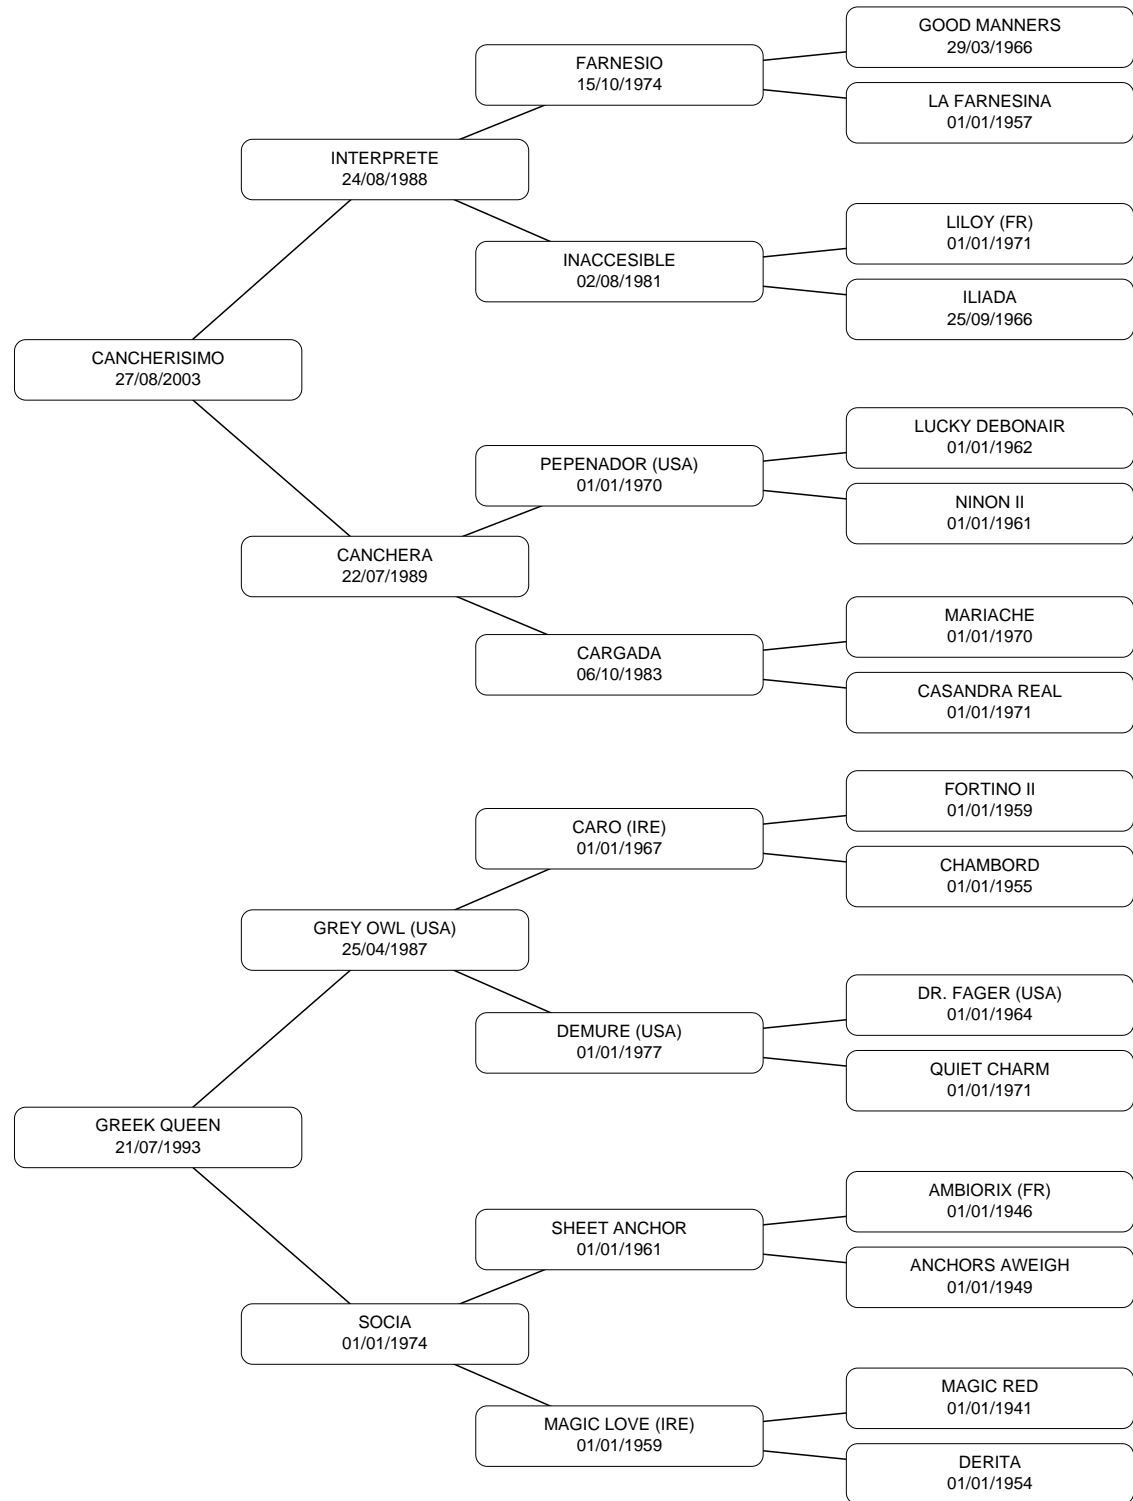 GOOD MANNERS
29/03/1966
FARNESIO
15/10/1974
LA FARNESINA
01/01/1957
INTERPRETE
24/08/1988
LILOY (FR)
01/01/1971
INACCESIBLE
02/08/1981
ILIADA
25/09/1966
CANCHERISIMO
27/08/2003
LUCKY DEBONAIR
01/01/1962
PEPENADOR (USA)
01/01/1970
NINON II
01/01/1961
CANCHERA
22/07/1989
MARIACHE
01/01/1970
CARGADA
06/10/1983
CASANDRA REAL
01/01/1971
FORTINO II
01/01/1959
CARO (IRE)
01/01/1967
CHAMBORD
01/01/1955
GREY OWL (USA)
25/04/1987
DR. FAGER (USA)
01/01/1964
DEMURE (USA)
01/01/1977
QUIET CHARM
01/01/1971
GREEK QUEEN
21/07/1993
AMBIORIX (FR)
01/01/1946
SHEET ANCHOR
01/01/1961
ANCHORS AWEIGH
01/01/1949
SOCIA
01/01/1974
MAGIC RED
01/01/1941
MAGIC LOVE (IRE)
01/01/1959
DERITA
01/01/1954